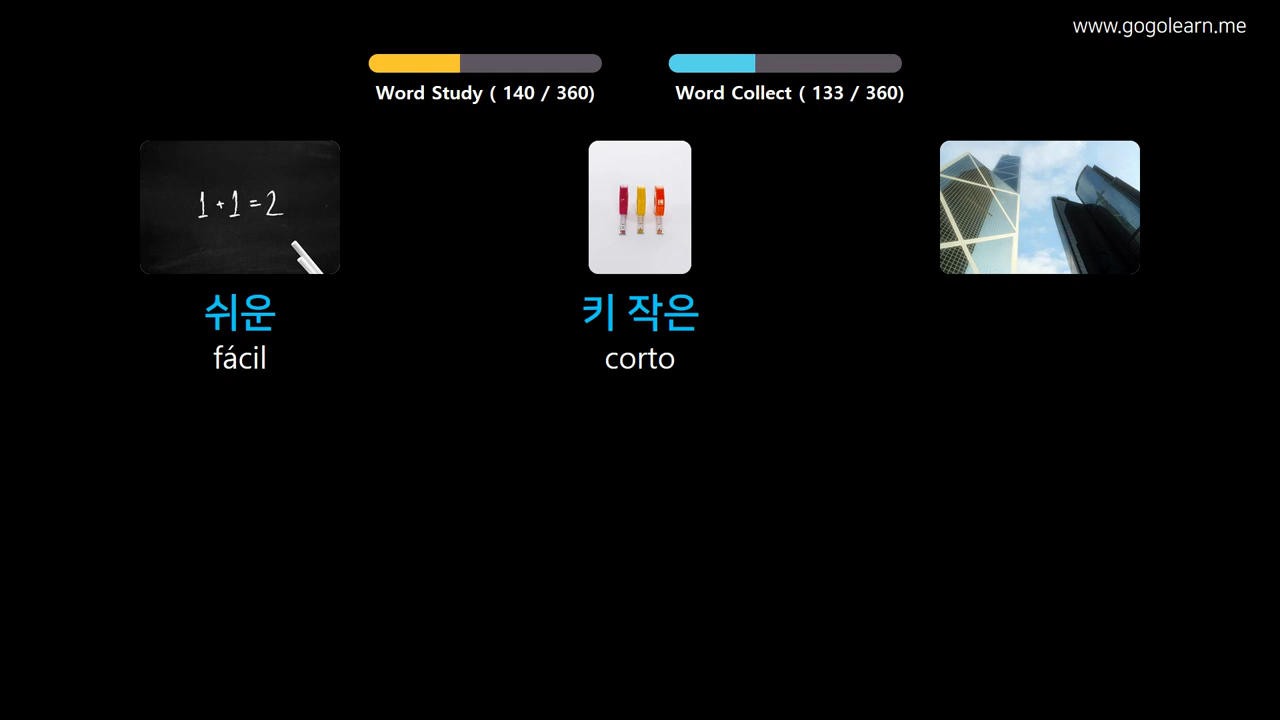 www.gogolearn.me
Word Study ( 140 / 360)
Word Collect ( 133 / 360)
1 + 1 = 2
쉬운
fácil
키 작은
corto